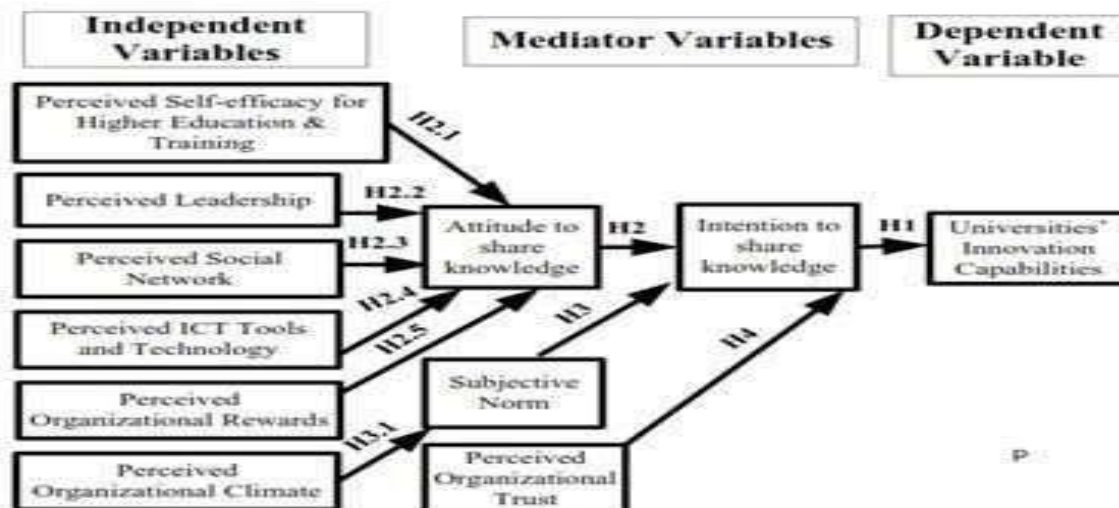 Independent
Variables
Mediator Variables
Dependent
Variable
Perceived Self-efficacy for
Higher Education &
Training
H2.1
Perceived Leadership
H2.2
Perceived Social
Network
H2.3
Perceived ICT Tools
and Technology
H2.4
Perceived
Organizational Rewards
H2.5
Perceived
Organizational Climate
H3.1
Attitude to
share
knowledge
H2
Subjective
Norm
H3
Perceived
Organizational
Trust
H4
Intention to
share
knowledge
H1
Universities'
Innovation
Capabilities
P